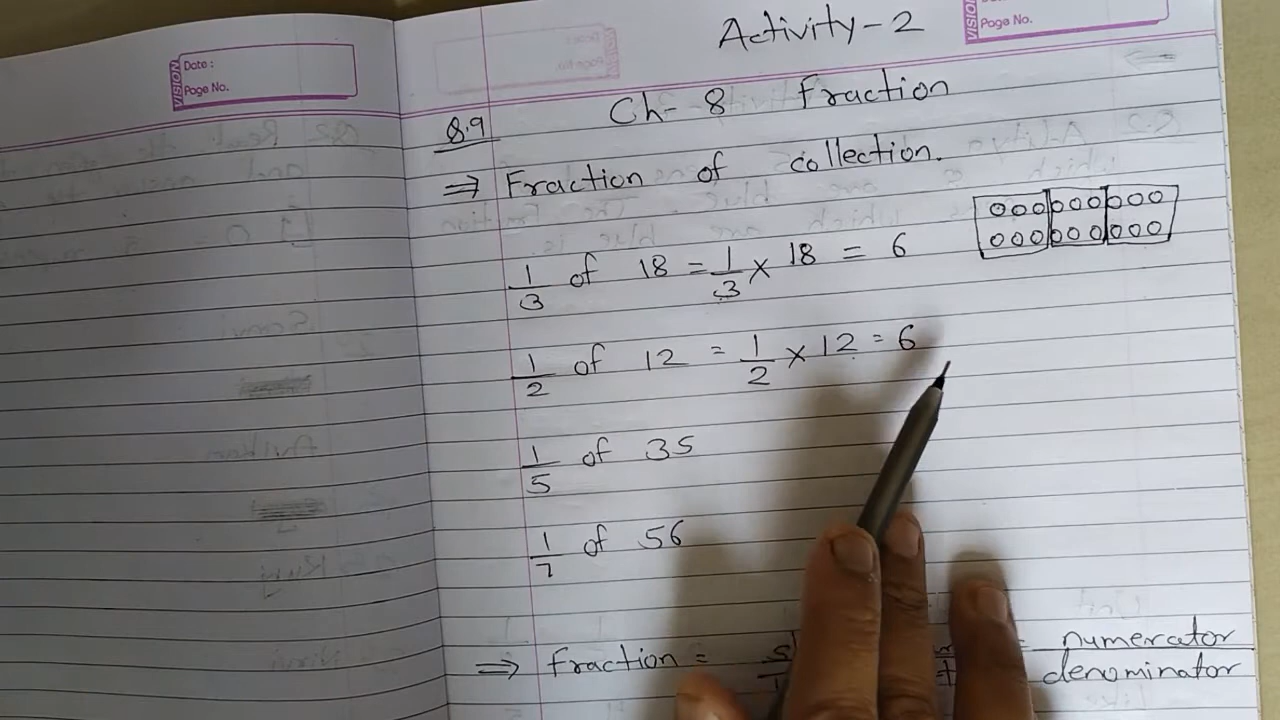 Activity-2
VISION
Date :
Page No.
VISION
Page No.
Ch- 8 Fraction
8.9
⇒ Fraction of collection.
1/3 of 18 = 1/3 × 18 = 6
1/2 of 12 = 1/2 × 12 = 6
1/5 of 35
1/7 of 56
⇒ fraction = = numerator/denominator